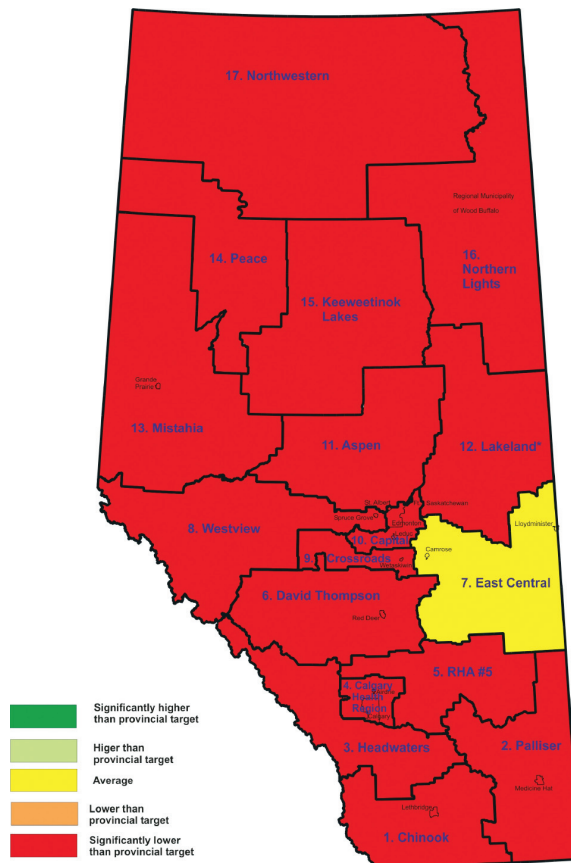 17. Northwestern
Regional Municipality
of Wood Buffalo
16.
Northern
Lights
14. Peace
15. Keeweetinok
Lakes
Grande
Prairie
13. Mistahia
11. Aspen
12. Lakeland*
St. Albert
Saskatchewan
Spruce Grove
Edmonton
Lloydminister
8. Westview
Leduc
10. Capital
Camrose
9. Crossroads
Wetaskiwin
7. East Central
6. David Thompson
Red Deer
5. RHA #5
4. Calgary
Health
Region
Calgary
3. Headwaters
2. Palliser
Medicine Hat
Lethbridge
1. Chinook
Significantly higher
than provincial target
Higer than
provincial target
Average
Lower than
provincial target
Significantly lower
than provincial target